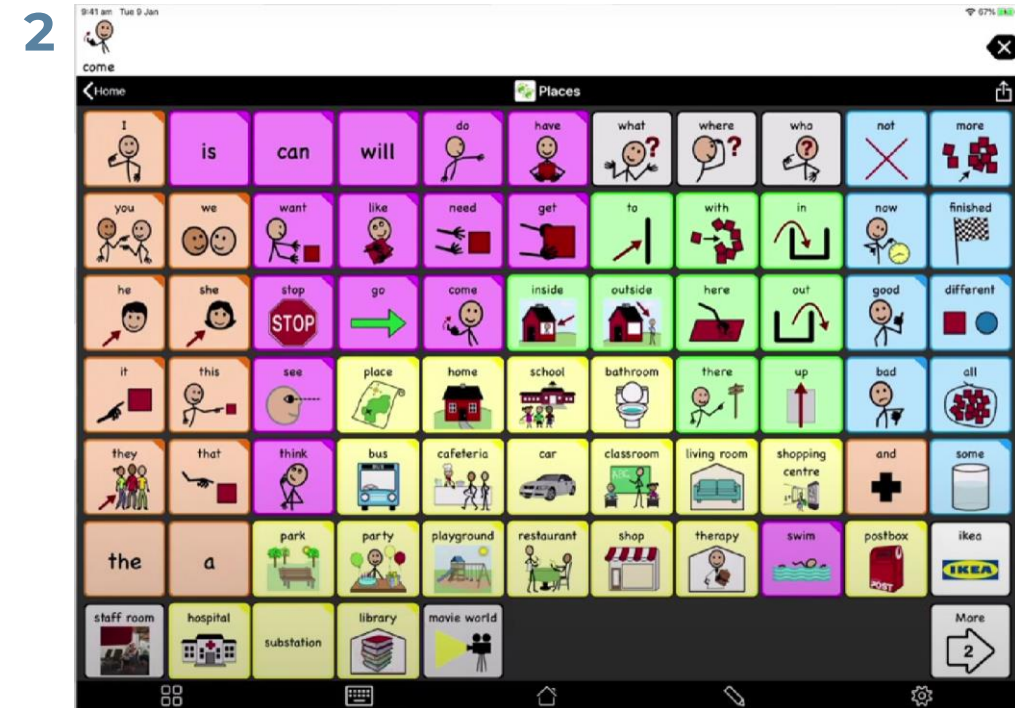 2
9:41 am Tue 9 Jan
67%
come
Home
Places
I is can will do have what where who not more
you we want like need get to with in now finished
he she stop go come inside outside here out good different
STOP
it this see place home school bathroom there up bad all
they that think bus cafeteria car classroom living room shopping centre and some
BUS
ABC
the a park party playground restaurant shop therapy swim postbox ikea
POST
IKEA
staff room hospital substation library movie world More
2